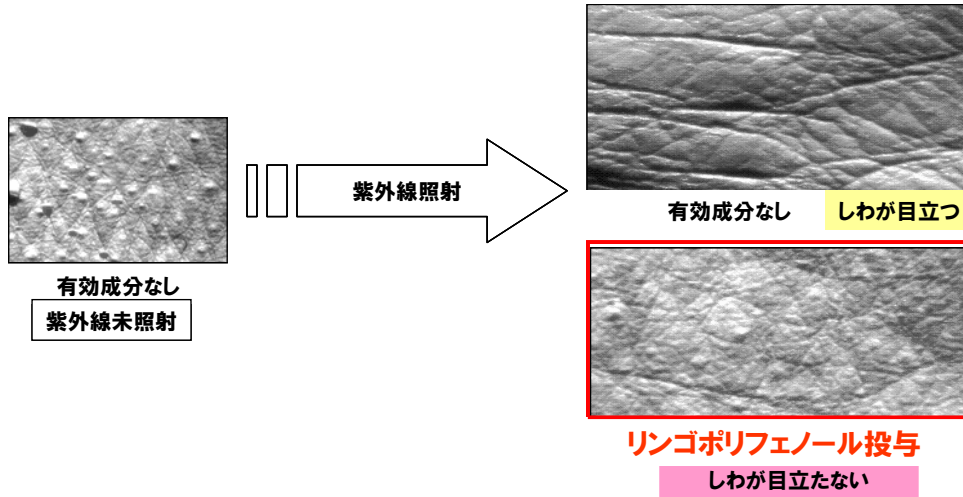 有効成分なし
紫外線未照射
紫外線照射
有効成分なし
しわが目立つ
リンゴポリフェノール投与
しわが目立たない